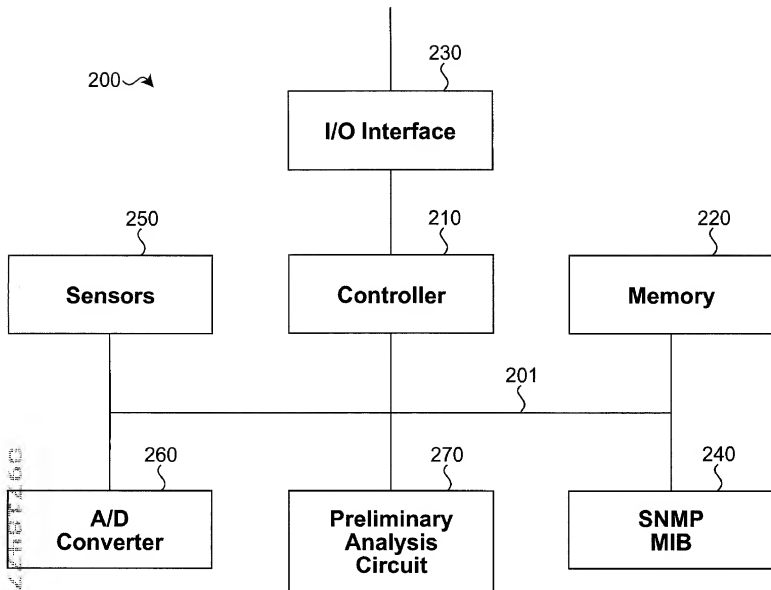 200
230
I/O Interface
250
210
220
Sensors
Controller
Memory
201
260
270
240
A/D
Converter
Preliminary
Analysis
Circuit
SNMP
MIB